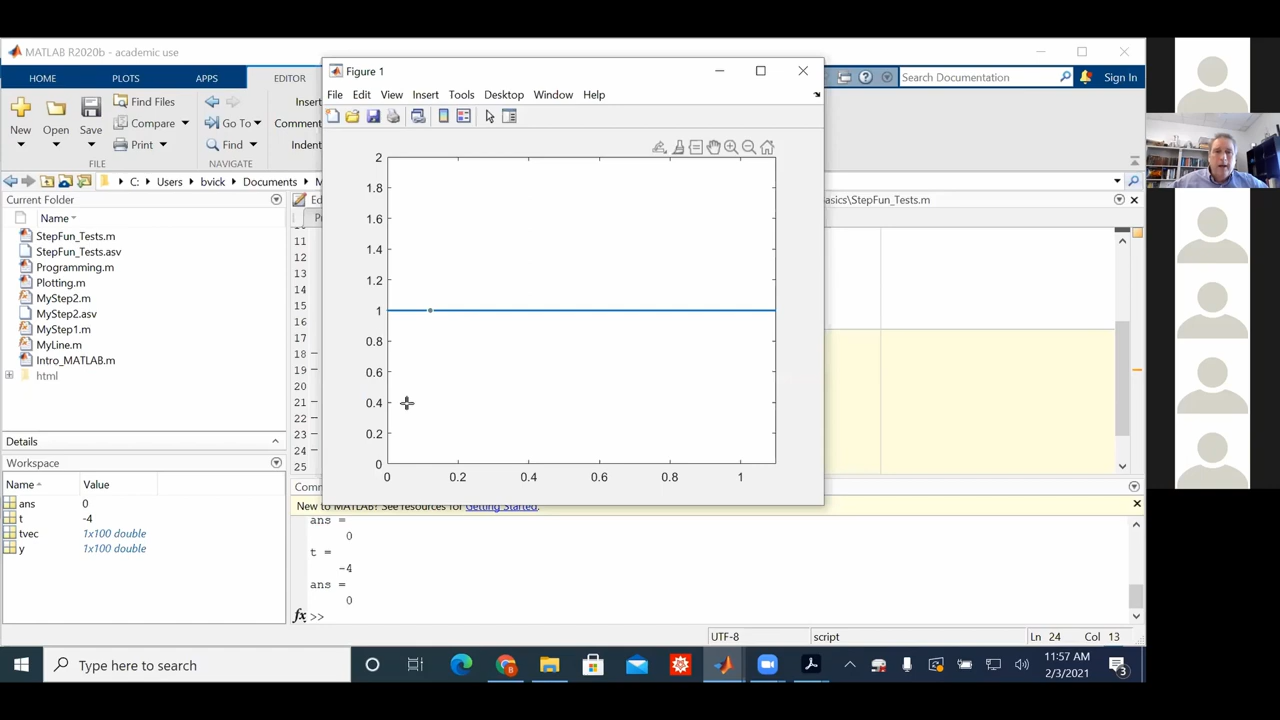 MATLAB R2020b - academic use
HOME PLOTS APPS EDITOR
Search Documentation Sign In
Figure 1
File Edit View Insert Tools Desktop Window Help
New Open Save
Find Files
Compare
Print
FILE
Go To
Find
NAVIGATE
Insert
Comment
Indent
C: Users bvick Documents M
Current Folder
Name
StepFun_Tests.m
StepFun_Tests.asv
Programming.m
Plotting.m
MyStep2.m
MyStep2.asv
MyStep1.m
MyLine.m
Intro_MATLAB.m
html
Details
Workspace
Name Value
ans 0
t -4
tvec 1x100 double
y 1x100 double
Ed
asics\StepFun_Tests.m
P
11
12
13
14
15
16
17
18
19
20
21
22
23
24
25
2
1.8
1.6
1.4
1.2
1
0.8
0.6
0.4
0.2
0
0 0.2 0.4 0.6 0.8 1
Comm
New to MATLAB? See resources for Getting Started.
ans =
0
t =
-4
ans =
0
fx >>
UTF-8 script Ln 24 Col 13
Type here to search
11:57 AM
2/3/2021
3